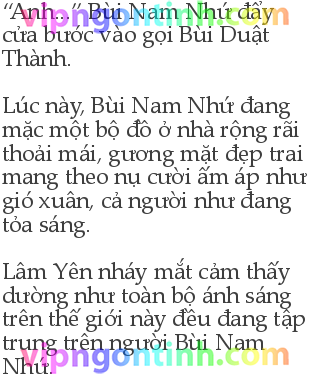 “Anh...” Bùi Nam Nhứ đẩy
cửa bước vào gọi Bùi Duật
Thành.
Lúc này, Bùi Nam Nhứ đang
mặc một bộ đồ ở nhà rộng rãi
thoải mái, gương mặt đẹp trai
mang theo nụ cười ấm áp như
gió xuân, cả người như đang
tỏa sáng.
Lâm Yên nháy mắt cảm thấy
dường như toàn bộ ánh sáng
trên thế giới này đều đang tập
trung trên người Bùi Nam
Nhứ.
vipngontinh.com
vipngontinh.com